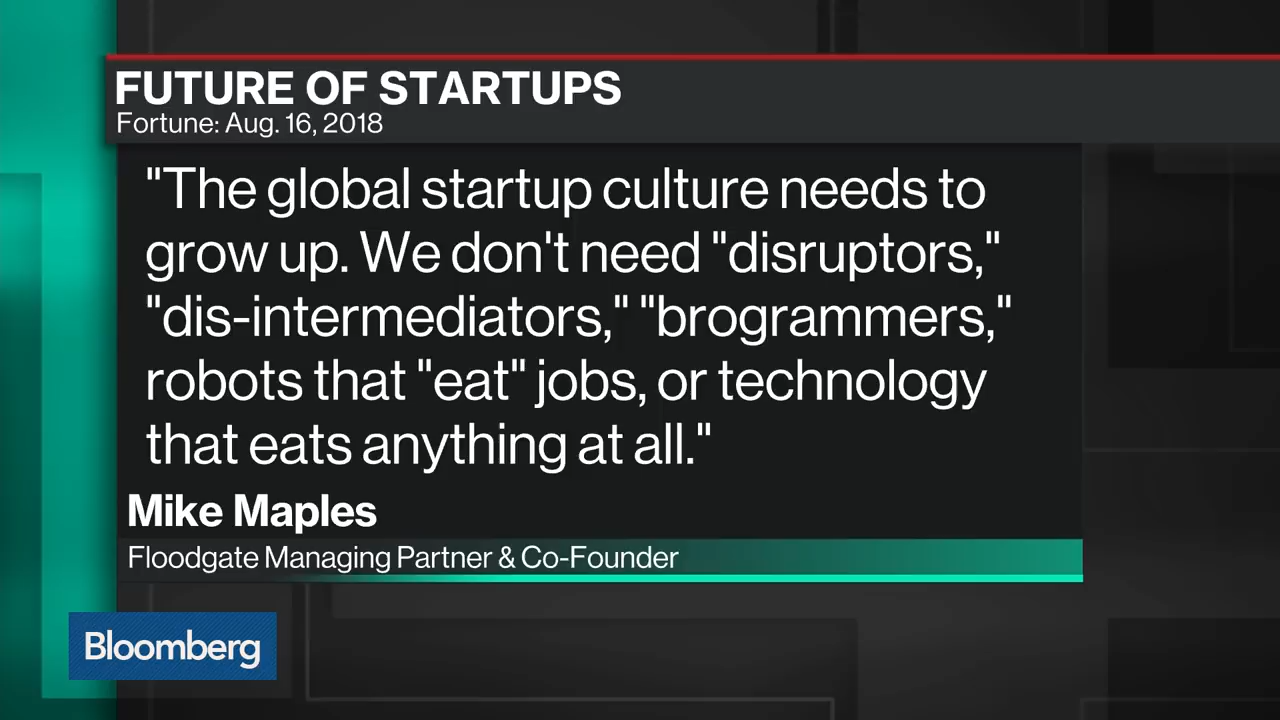 FUTURE OF STARTUPS
Fortune: Aug. 16, 2018
"The global startup culture needs to
grow up. We don't need "disruptors,"
"dis-intermediators," "brogrammers,"
robots that "eat" jobs, or technology
that eats anything at all."
Mike Maples
Floodgate Managing Partner & Co-Founder
Bloomberg